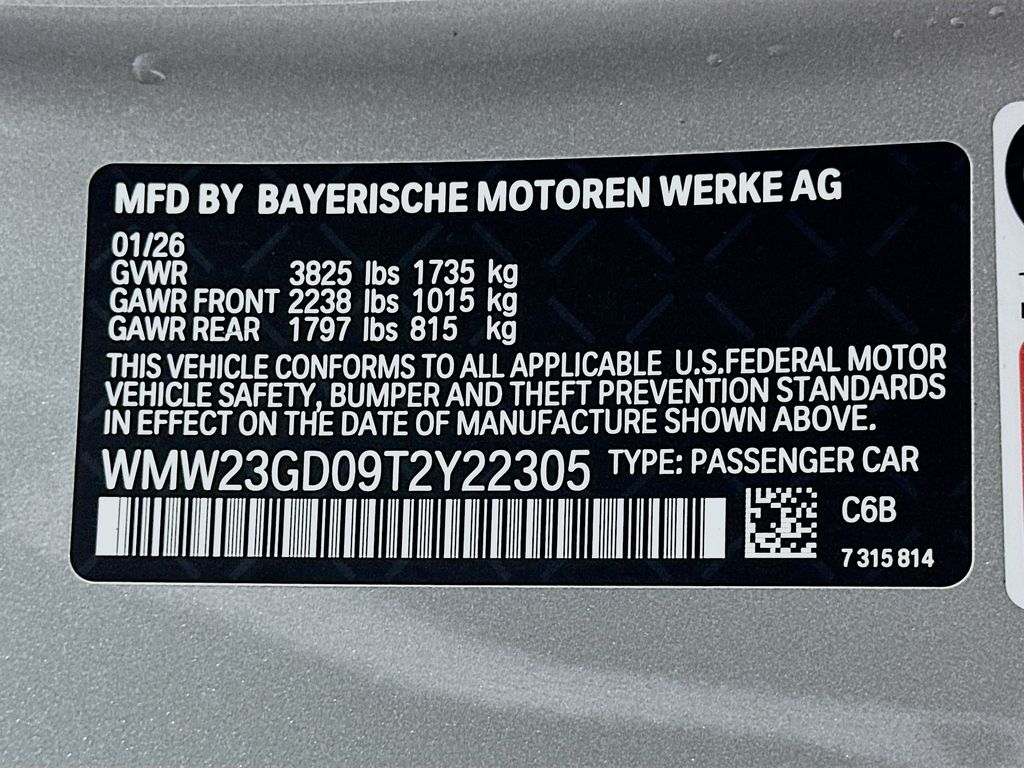 MFD BY BAYERISCHE MOTOREN WERKE AG
01/26
GVWR 3825 lbs 1735 kg
GAWR FRONT 2238 lbs 1015 kg
GAWR REAR 1797 lbs 815 kg
THIS VEHICLE CONFORMS TO ALL APPLICABLE U.S.FEDERAL MOTOR
VEHICLE SAFETY, BUMPER AND THEFT PREVENTION STANDARDS
IN EFFECT ON THE DATE OF MANUFACTURE SHOWN ABOVE.
WMW23GD09T2Y22305 TYPE: PASSENGER CAR
C6B
7 315 814